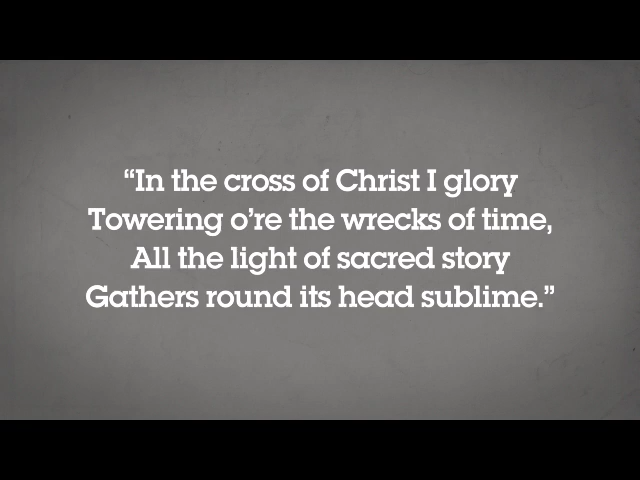 “In the cross of Christ I glory
Towering o’re the wrecks of time,
All the light of sacred story
Gathers round its head sublime.”